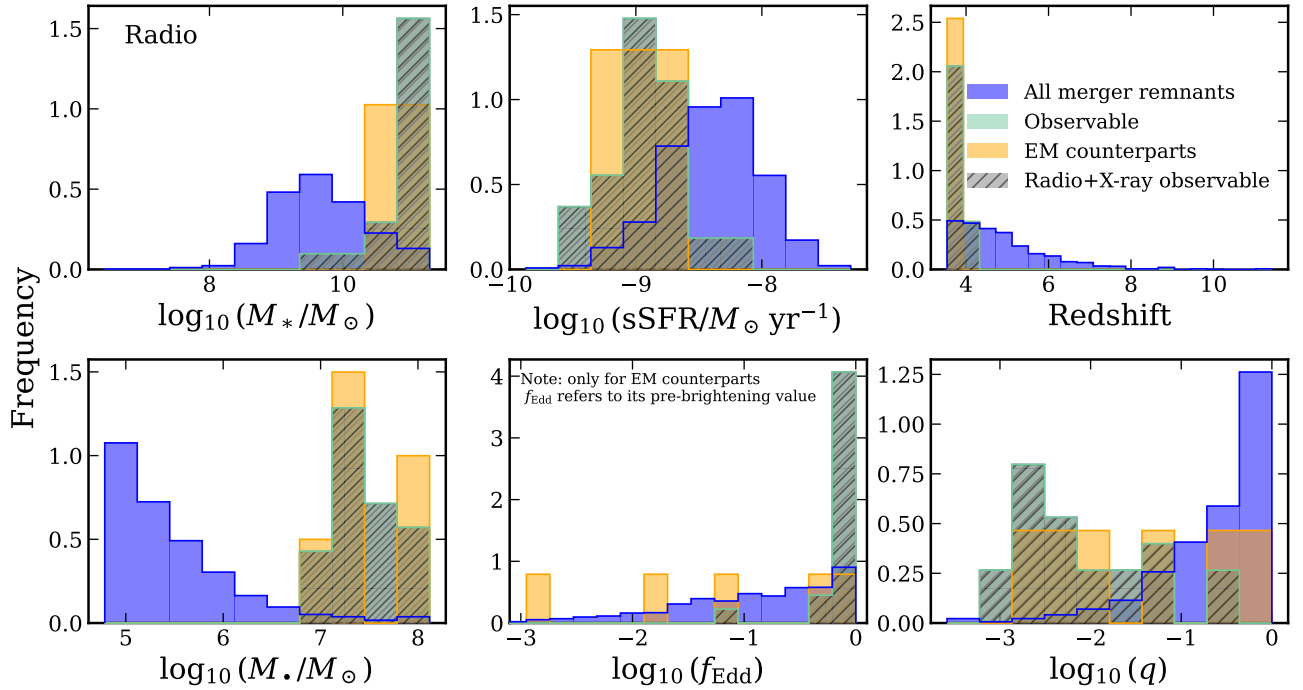 Frequency
Radio
0.0 0.5 1.0 1.5
8 10
log₁₀(M*/M⊙)
0.0 0.5 1.0 1.5
−10 −9 −8
log₁₀(sSFR/M⊙ yr⁻¹)
0.0 0.5 1.0 1.5 2.0 2.5
4 6 8 10
Redshift
All merger remnants
Observable
EM counterparts
Radio+X-ray observable
0.0 0.5 1.0 1.5
5 6 7 8
log₁₀(M•/M⊙)
Note: only for EM counterparts
f_Edd refers to its pre-brightening value
0 1 2 3 4
−3 −2 −1 0
log₁₀(f_Edd)
0.00 0.25 0.50 0.75 1.00 1.25
−3 −2 −1 0
log₁₀(q)